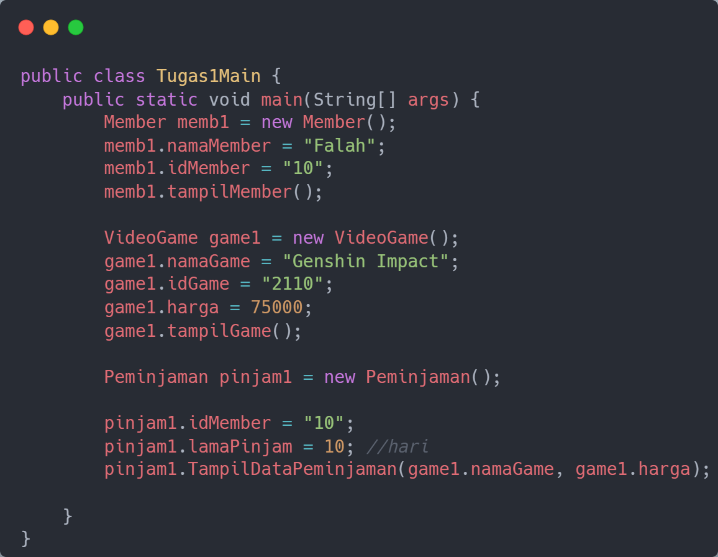 public class Tugas1Main {
    public static void main(String[] args) {
        Member memb1 = new Member();
        memb1.namaMember = "Falah";
        memb1.idMember = "10";
        memb1.tampilMember();

        VideoGame game1 = new VideoGame();
        game1.namaGame = "Genshin Impact";
        game1.idGame = "2110";
        game1.harga = 75000;
        game1.tampilGame();

        Peminjaman pinjam1 = new Peminjaman();

        pinjam1.idMember = "10";
        pinjam1.lamaPinjam = 10; //hari
        pinjam1.TampilDataPeminjaman(game1.namaGame, game1.harga);

    }
}